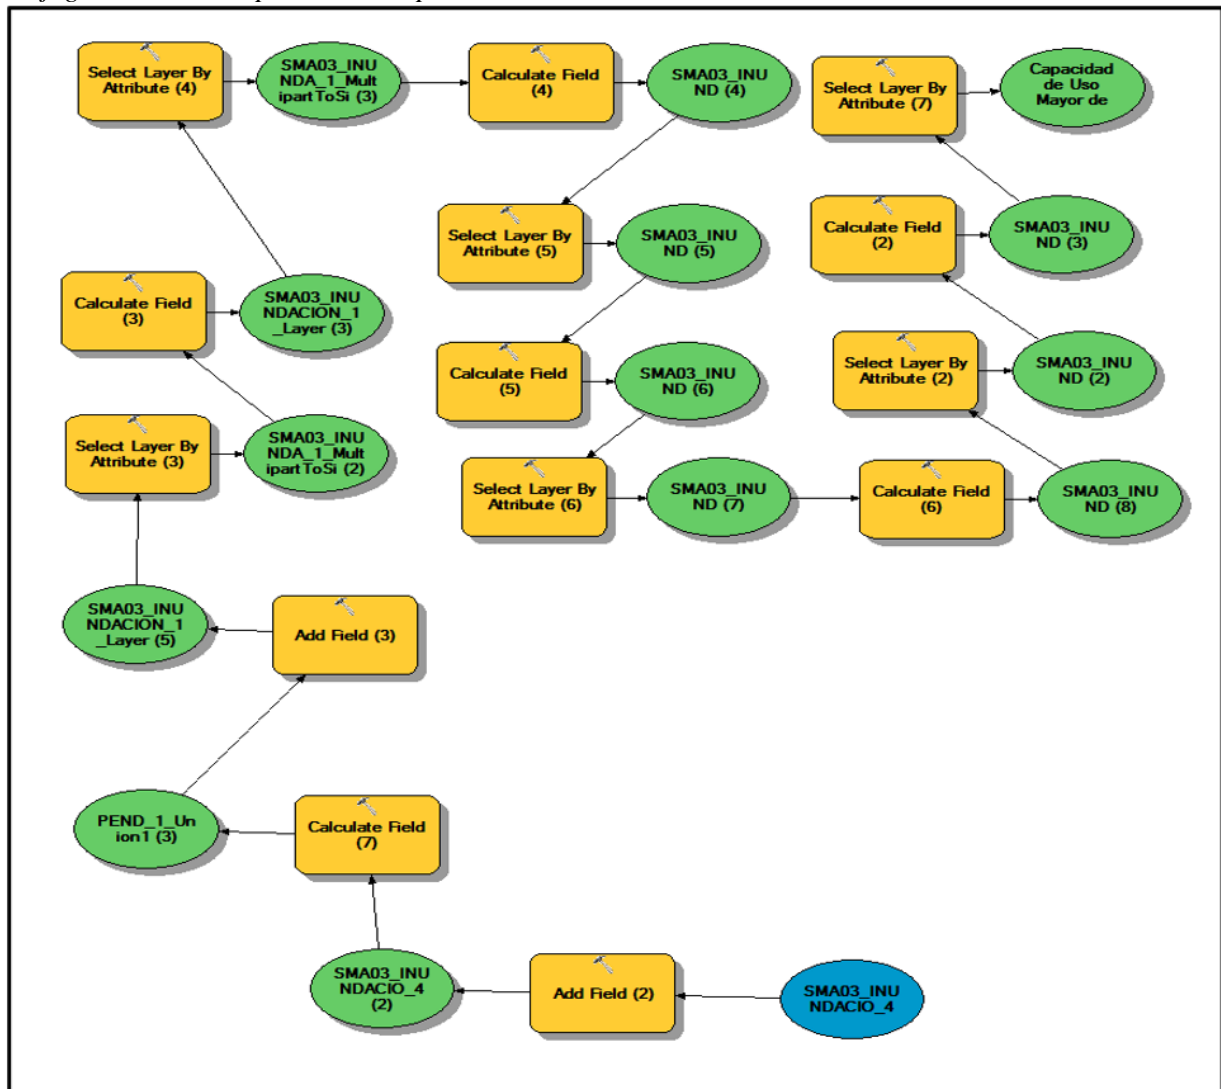 Select Layer By
Attribute (4)
SMA03_INU
NDA_1_Mult
ipartToSi (3)
Calculate Field
(4)
SMA03_INU
ND (4)
Select Layer By
Attribute (7)
Capacidad
de Uso
Mayor de
Select Layer By
Attribute (5)
SMA03_INU
ND (5)
Calculate Field
(2)
SMA03_INU
ND (3)
Calculate Field
(3)
SMA03_INU
NDACION_1
_Layer (3)
Calculate Field
(5)
SMA03_INU
ND (6)
Select Layer By
Attribute (2)
SMA03_INU
ND (2)
Select Layer By
Attribute (3)
SMA03_INU
NDA_1_Mult
ipartToSi (2)
Select Layer By
Attribute (6)
SMA03_INU
ND (7)
Calculate Field
(6)
SMA03_INU
ND (8)
SMA03_INU
NDACION_1
_Layer (5)
Add Field (3)
PEND_1_Un
ion1 (3)
Calculate Field
(7)
SMA03_INU
NDACIO_4
(2)
Add Field (2)
SMA03_INU
NDACIO_4